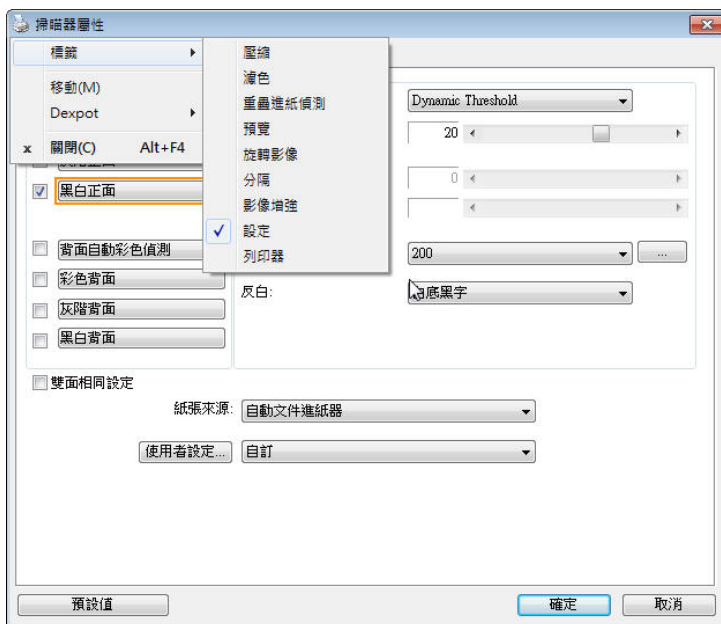 掃瞄器屬性
標籤
移動(M)
Dexpot
x 關閉(C) Alt+F4
壓縮
濾色
重疊進紙偵測
預覽
旋轉影像
分隔
影像增強
設定
列印器
Dynamic Threshold
20
0
黑白正面
背面自動彩色偵測
彩色背面
灰階背面
黑白背面
200
...
反白:
白底黑字
雙面相同設定
紙張來源: 自動文件進紙器
使用者設定... 自訂
預設值
確定
取消